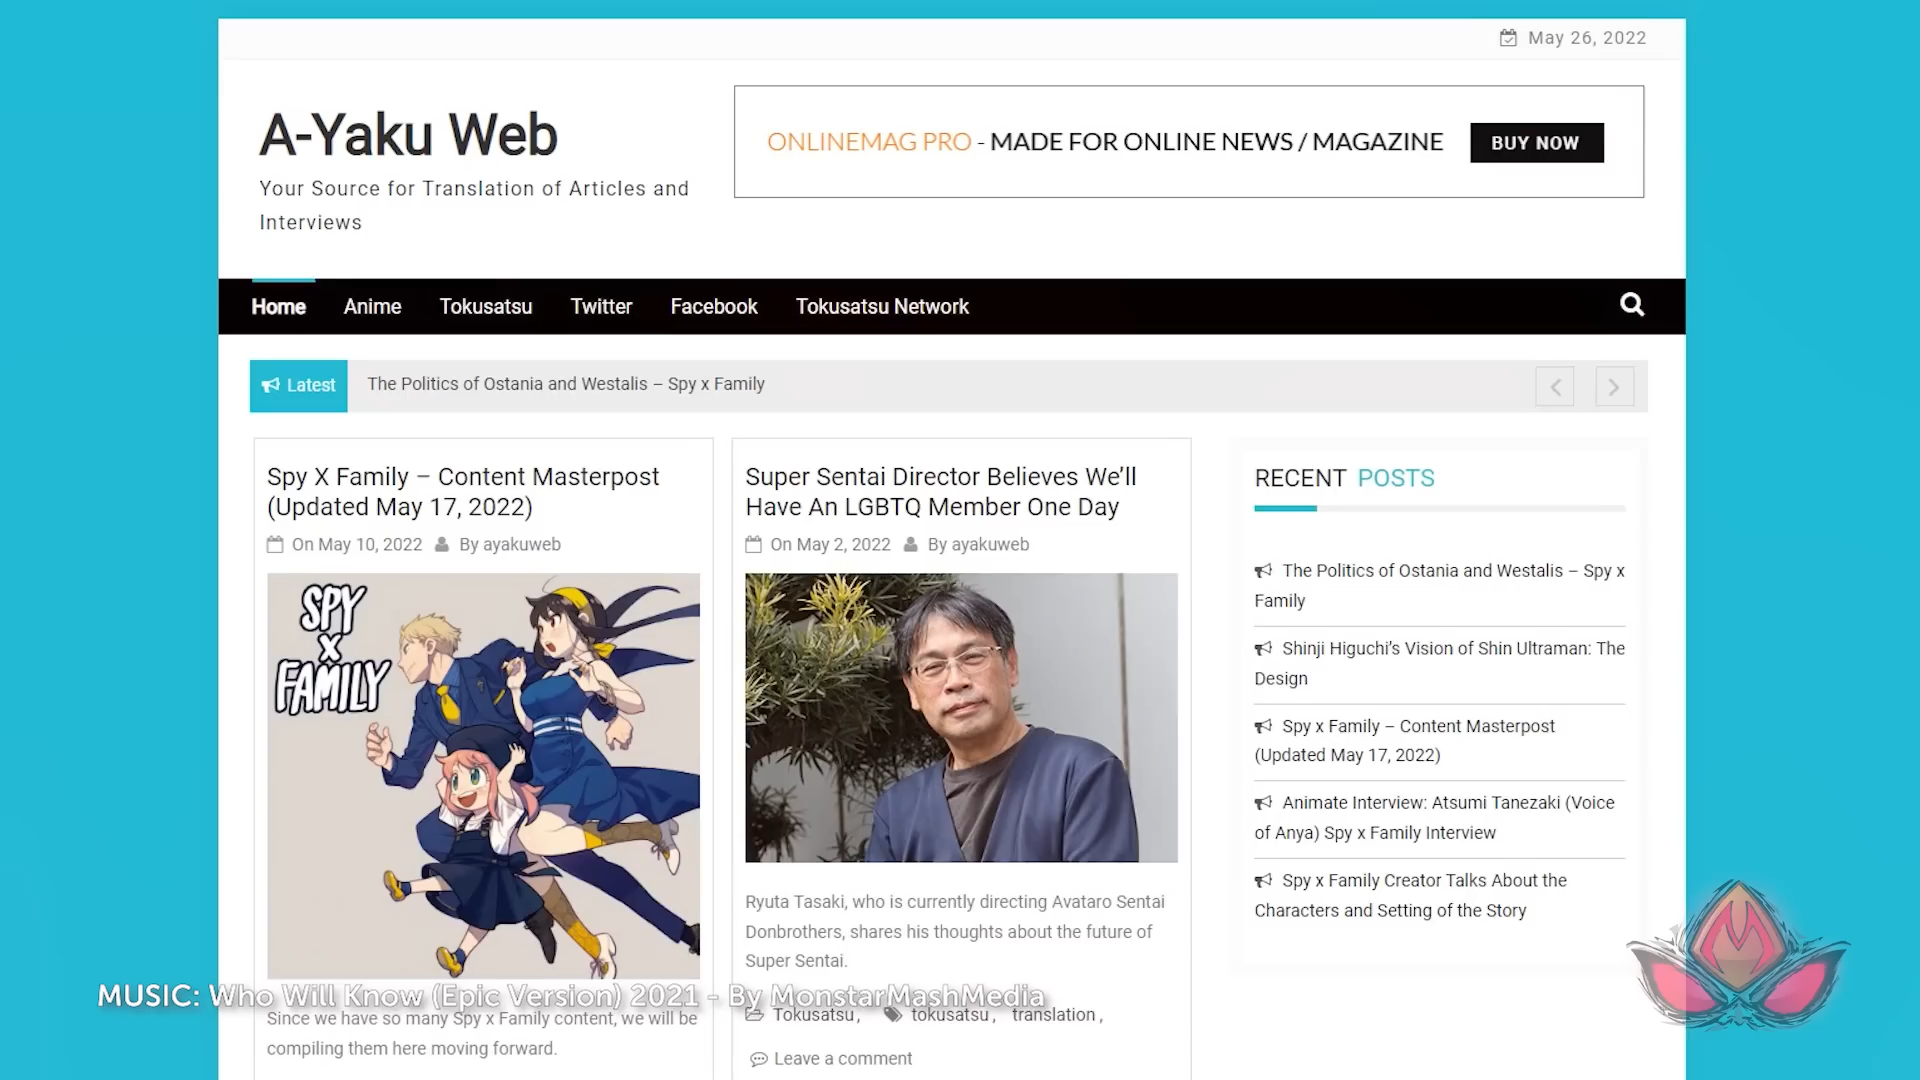 May 26, 2022
A-Yaku Web
Your Source for Translation of Articles and
Interviews
ONLINEMAG PRO - MADE FOR ONLINE NEWS / MAGAZINE
BUY NOW
Home Anime Tokusatsu Twitter Facebook Tokusatsu Network
Latest
The Politics of Ostania and Westalis – Spy x Family
Spy X Family – Content Masterpost
(Updated May 17, 2022)
On May 10, 2022 By ayakuweb
SPY
x
FAMILY
Since we have so many Spy x Family content, we will be
compiling them here moving forward.
Super Sentai Director Believes We’ll
Have An LGBTQ Member One Day
On May 2, 2022 By ayakuweb
Ryuta Tasaki, who is currently directing Avataro Sentai
Donbrothers, shares his thoughts about the future of
Super Sentai.
Tokusatsu, tokusatsu, translation,
Leave a comment
RECENT POSTS
The Politics of Ostania and Westalis – Spy x
Family
Shinji Higuchi’s Vision of Shin Ultraman: The
Design
Spy x Family – Content Masterpost
(Updated May 17, 2022)
Animate Interview: Atsumi Tanezaki (Voice
of Anya) Spy x Family Interview
Spy x Family Creator Talks About the
Characters and Setting of the Story
MUSIC: Who Will Know (Epic Version) 2021 - By MonstarMashMedia
M